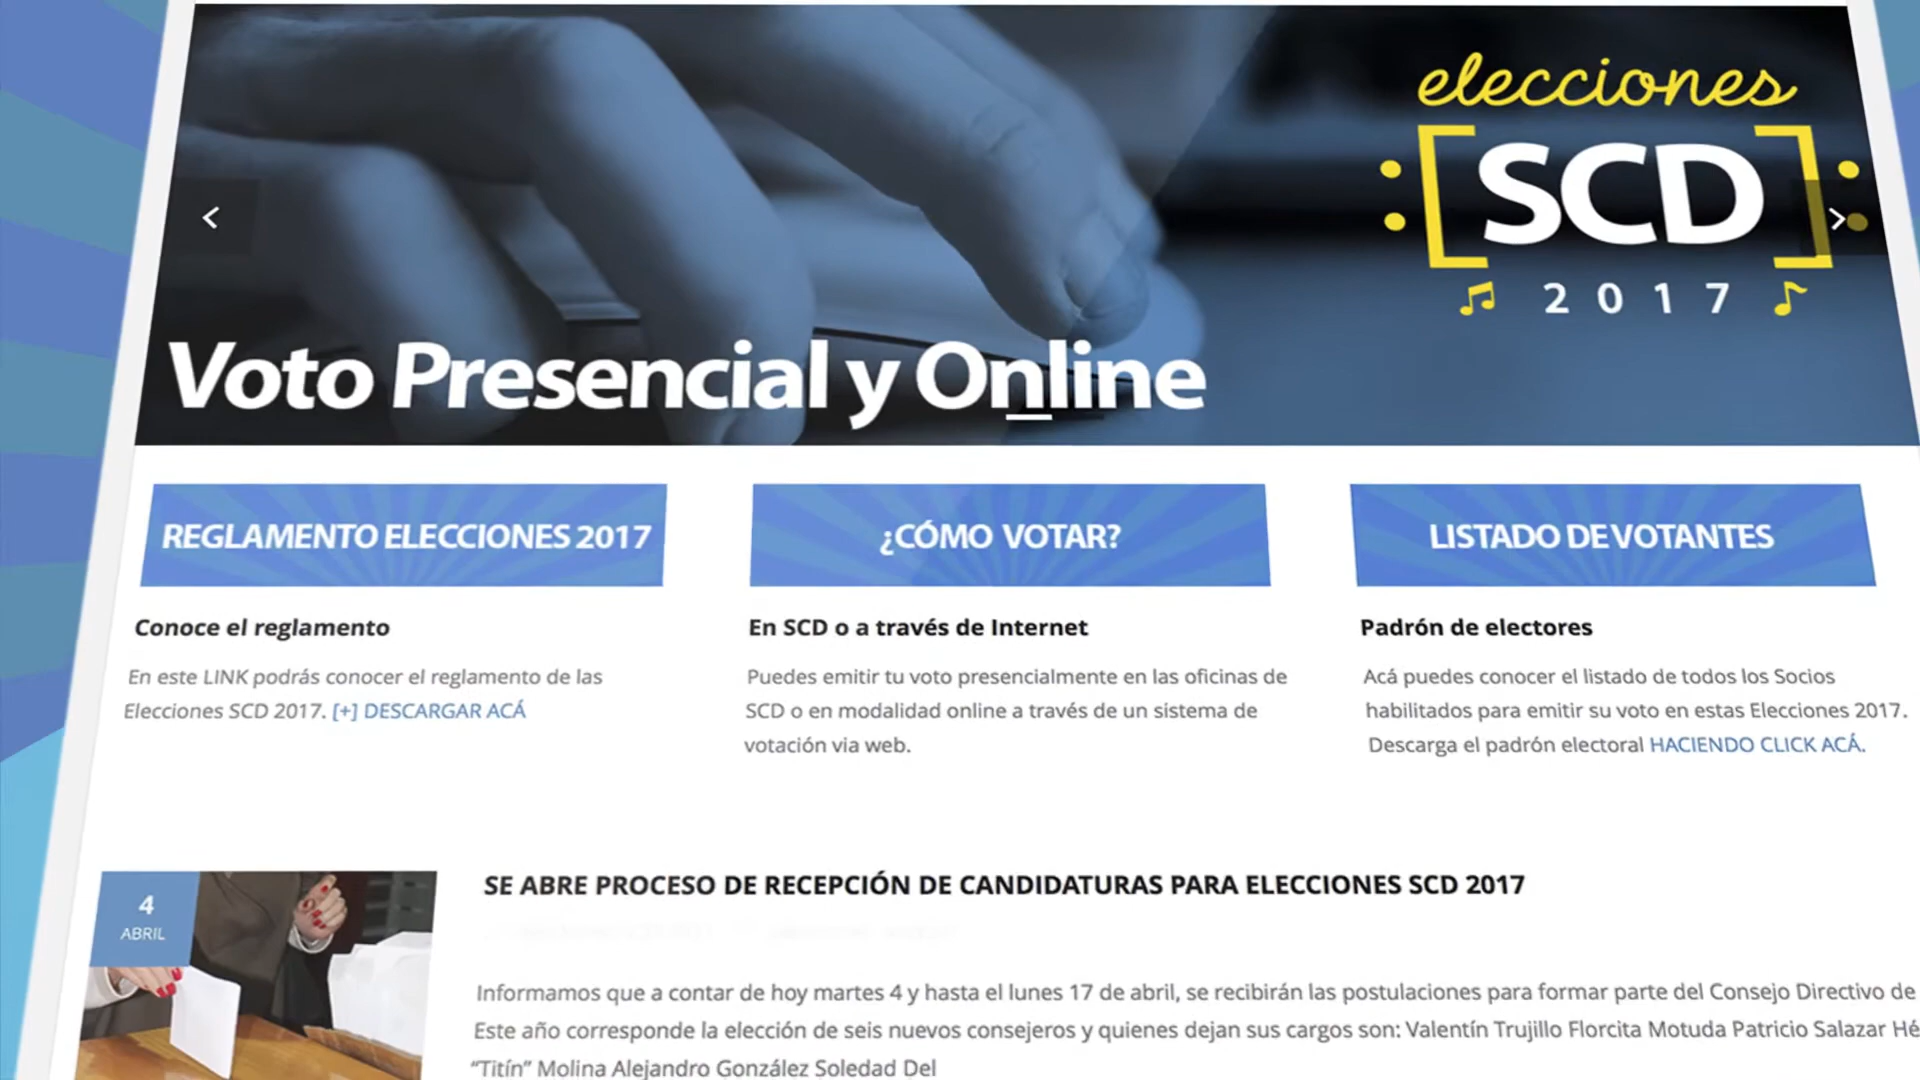 elecciones
SCD
2017
Voto Presencial y Online
REGLAMENTO ELECCIONES 2017
Conoce el reglamento
En este LINK podrás conocer el reglamento de las
Elecciones SCD 2017. [+] DESCARGAR ACÁ
¿CÓMO VOTAR?
En SCD o a través de Internet
Puedes emitir tu voto presencialmente en las oficinas de
SCD o en modalidad online a través de un sistema de
votación via web.
LISTADO DE VOTANTES
Padrón de electores
Acá puedes conocer el listado de todos los Socios
habilitados para emitir su voto en estas Elecciones 2017.
Descarga el padrón electoral HACIENDO CLICK ACÁ.
4
ABRIL
SE ABRE PROCESO DE RECEPCIÓN DE CANDIDATURAS PARA ELECCIONES SCD 2017
Informamos que a contar de hoy martes 4 y hasta el lunes 17 de abril, se recibirán las postulaciones para formar parte del Consejo Directivo de
Este año corresponde la elección de seis nuevos consejeros y quienes dejan sus cargos son: Valentín Trujillo Florcita Motuda Patricio Salazar Hé
“Titín” Molina Alejandro González Soledad Del